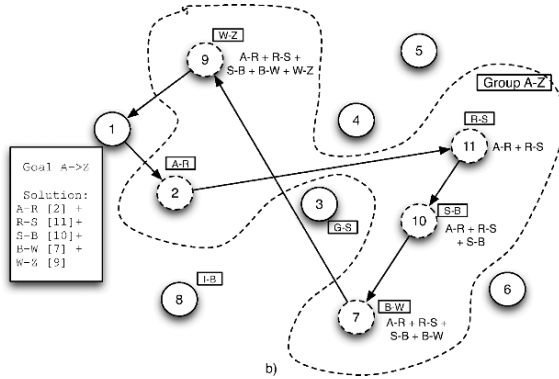 W-Z
9
A-R + R-S +
S-B + B-W + W-Z
5
Group A-Z
1
4
R-S
11
A-R + R-S
Goal A->Z
Solution:
A-R [2] +
R-S [11]+
S-B [10]+
B-W [7] +
W-Z [9]
A-R
2
3
G-S
S-B
10
A-R + R-S
+ S-B
8
I-B
6
B-W
7
A-R + R-S +
S-B + B-W
b)